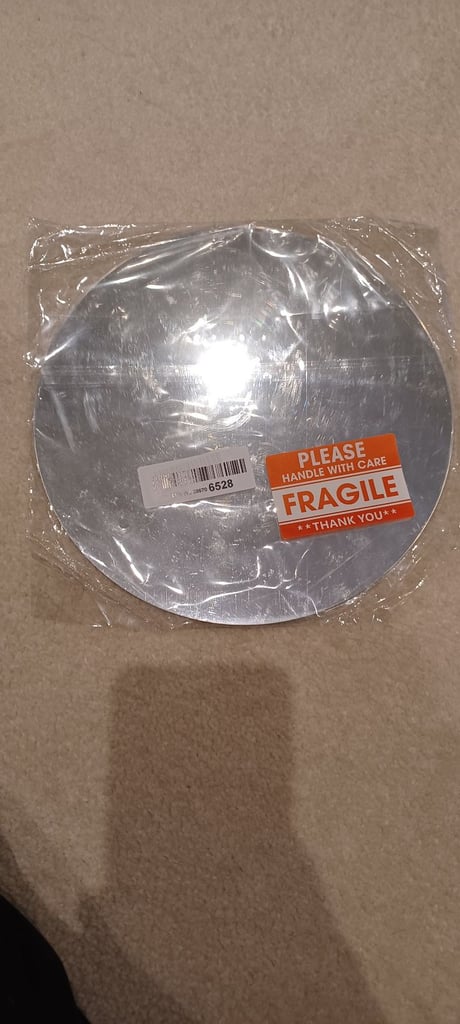 6528
PLEASE
HANDLE WITH CARE
FRAGILE
**THANK YOU**